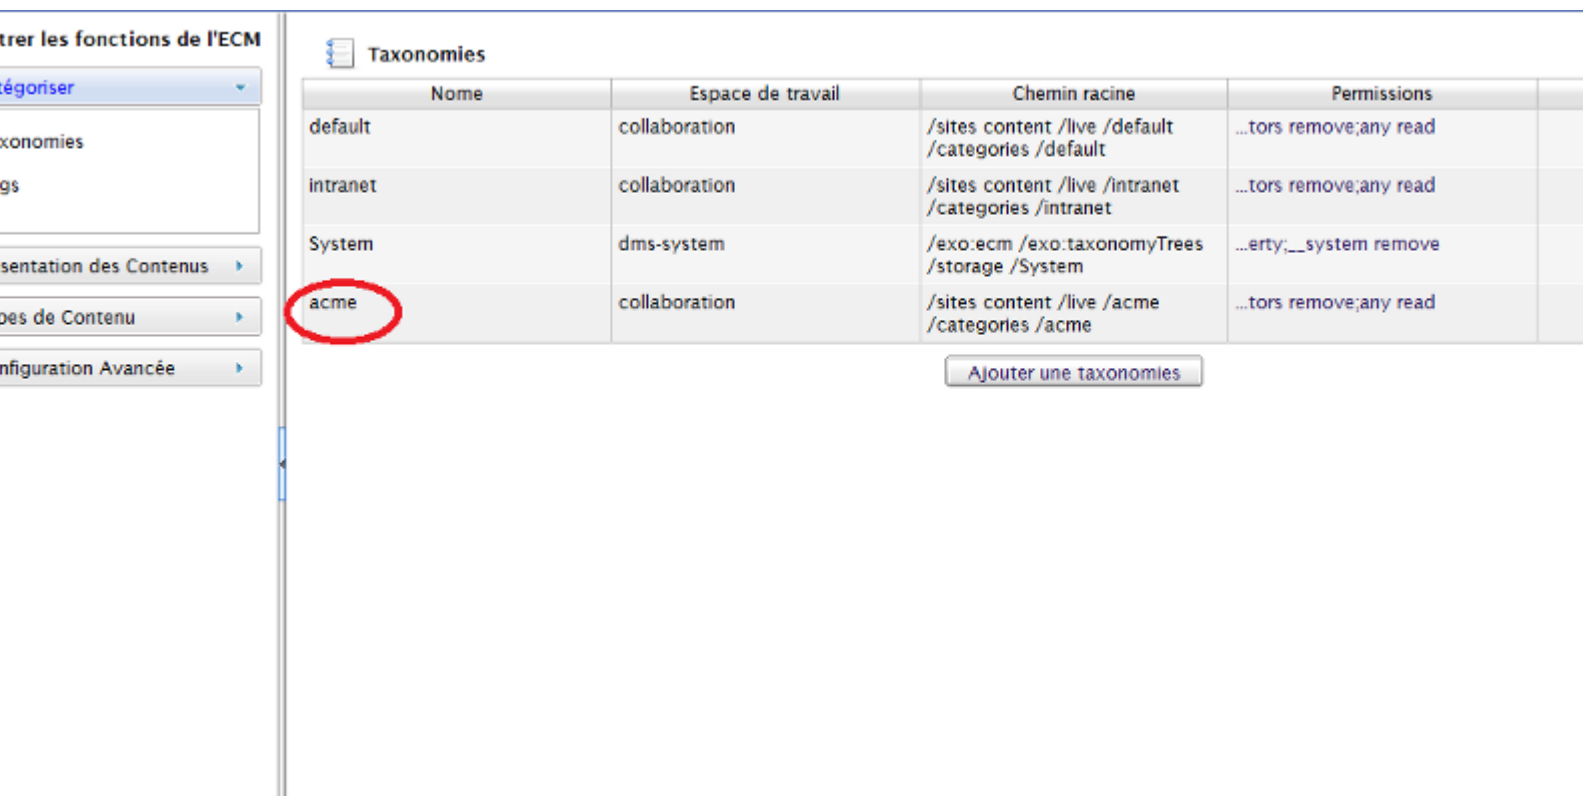 trer les fonctions de l'ECM
tégoriser
xonomies
gs
sentation des Contenus
pes de Contenu
nfiguration Avancée
Taxonomies
Nome Espace de travail Chemin racine Permissions
default collaboration /sites content /live /default ...tors remove;any read
/categories /default
intranet collaboration /sites content /live /intranet ...tors remove;any read
/categories /intranet
System dms-system /exo:ecm /exo:taxonomyTrees ...erty;__system remove
/storage /System
acme collaboration /sites content /live /acme ...tors remove;any read
/categories /acme
Ajouter une taxonomies